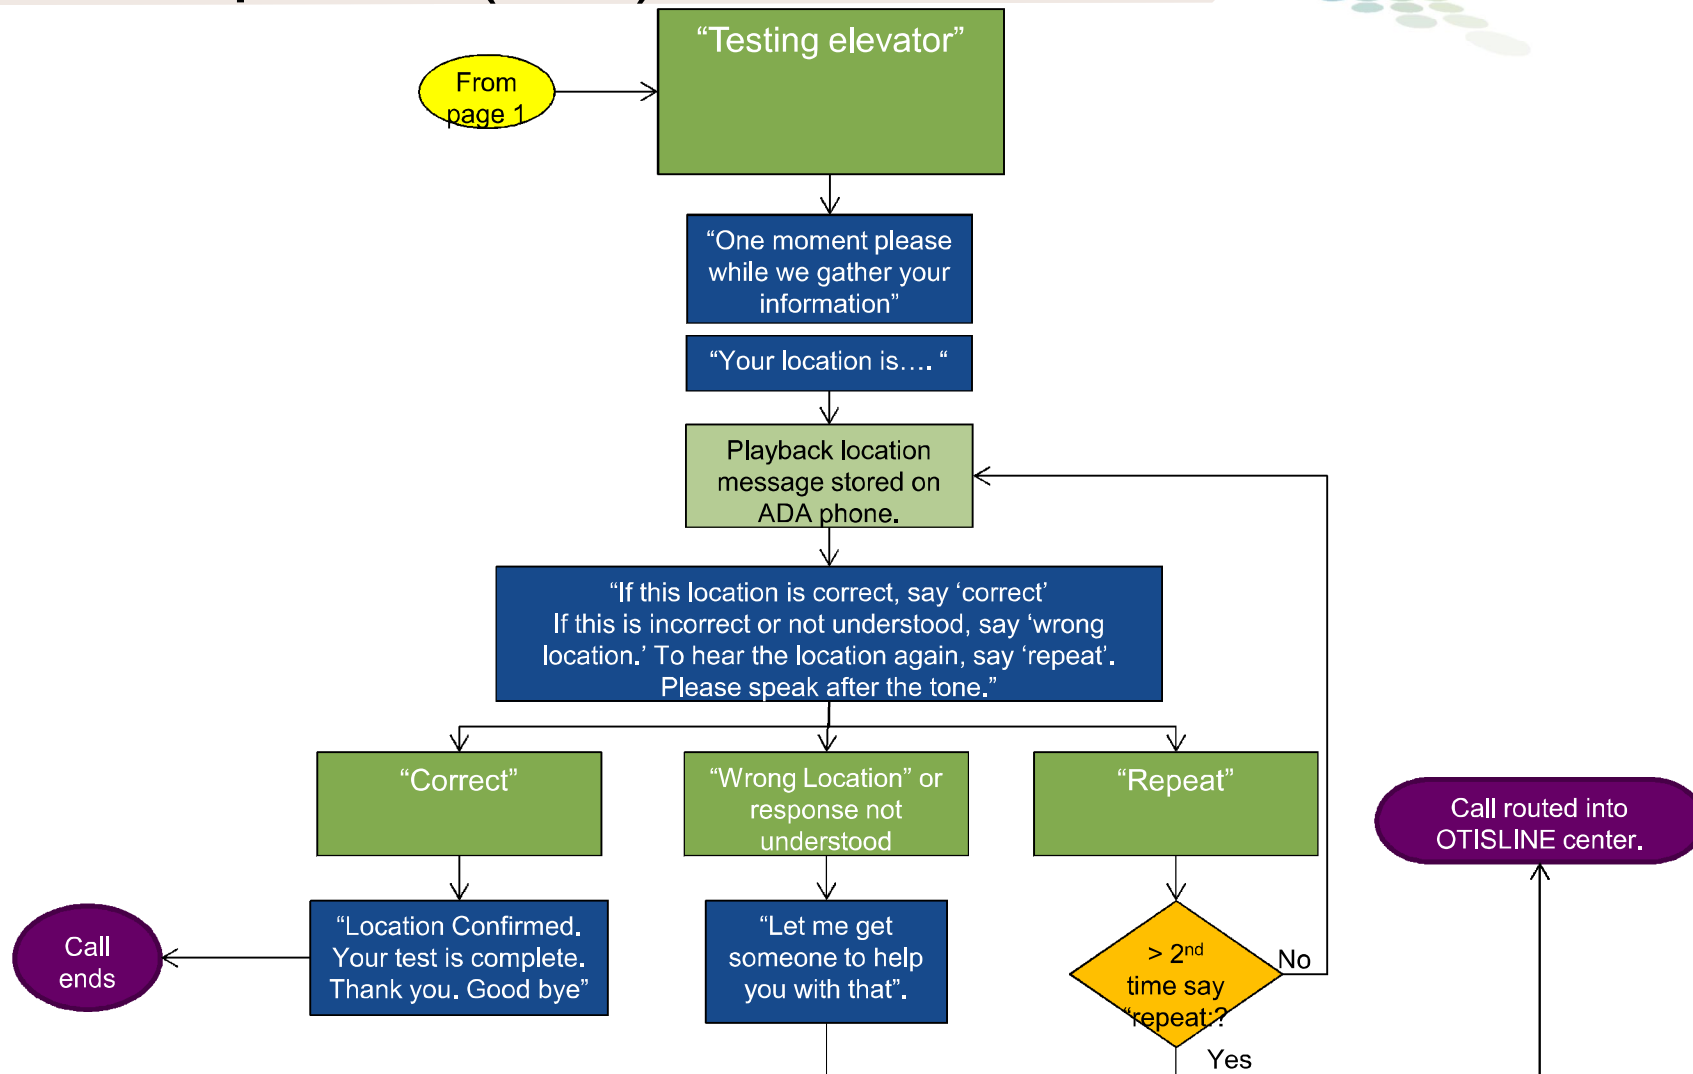 “Testing elevator”
From
page 1
“One moment please
while we gather your
information”
“Your location is…. “
Playback location
message stored on
ADA phone.
“If this location is correct, say ‘correct’
If this is incorrect or not understood, say ‘wrong
location.’ To hear the location again, say ‘repeat’.
Please speak after the tone.”
“Correct”
“Wrong Location” or
response not
understood
“Repeat”
Call routed into
OTISLINE center.
Call
ends
“Location Confirmed.
Your test is complete.
Thank you. Good bye”
“Let me get
someone to help
you with that”.
> 2nd
time say
“repeat:?
No
Yes